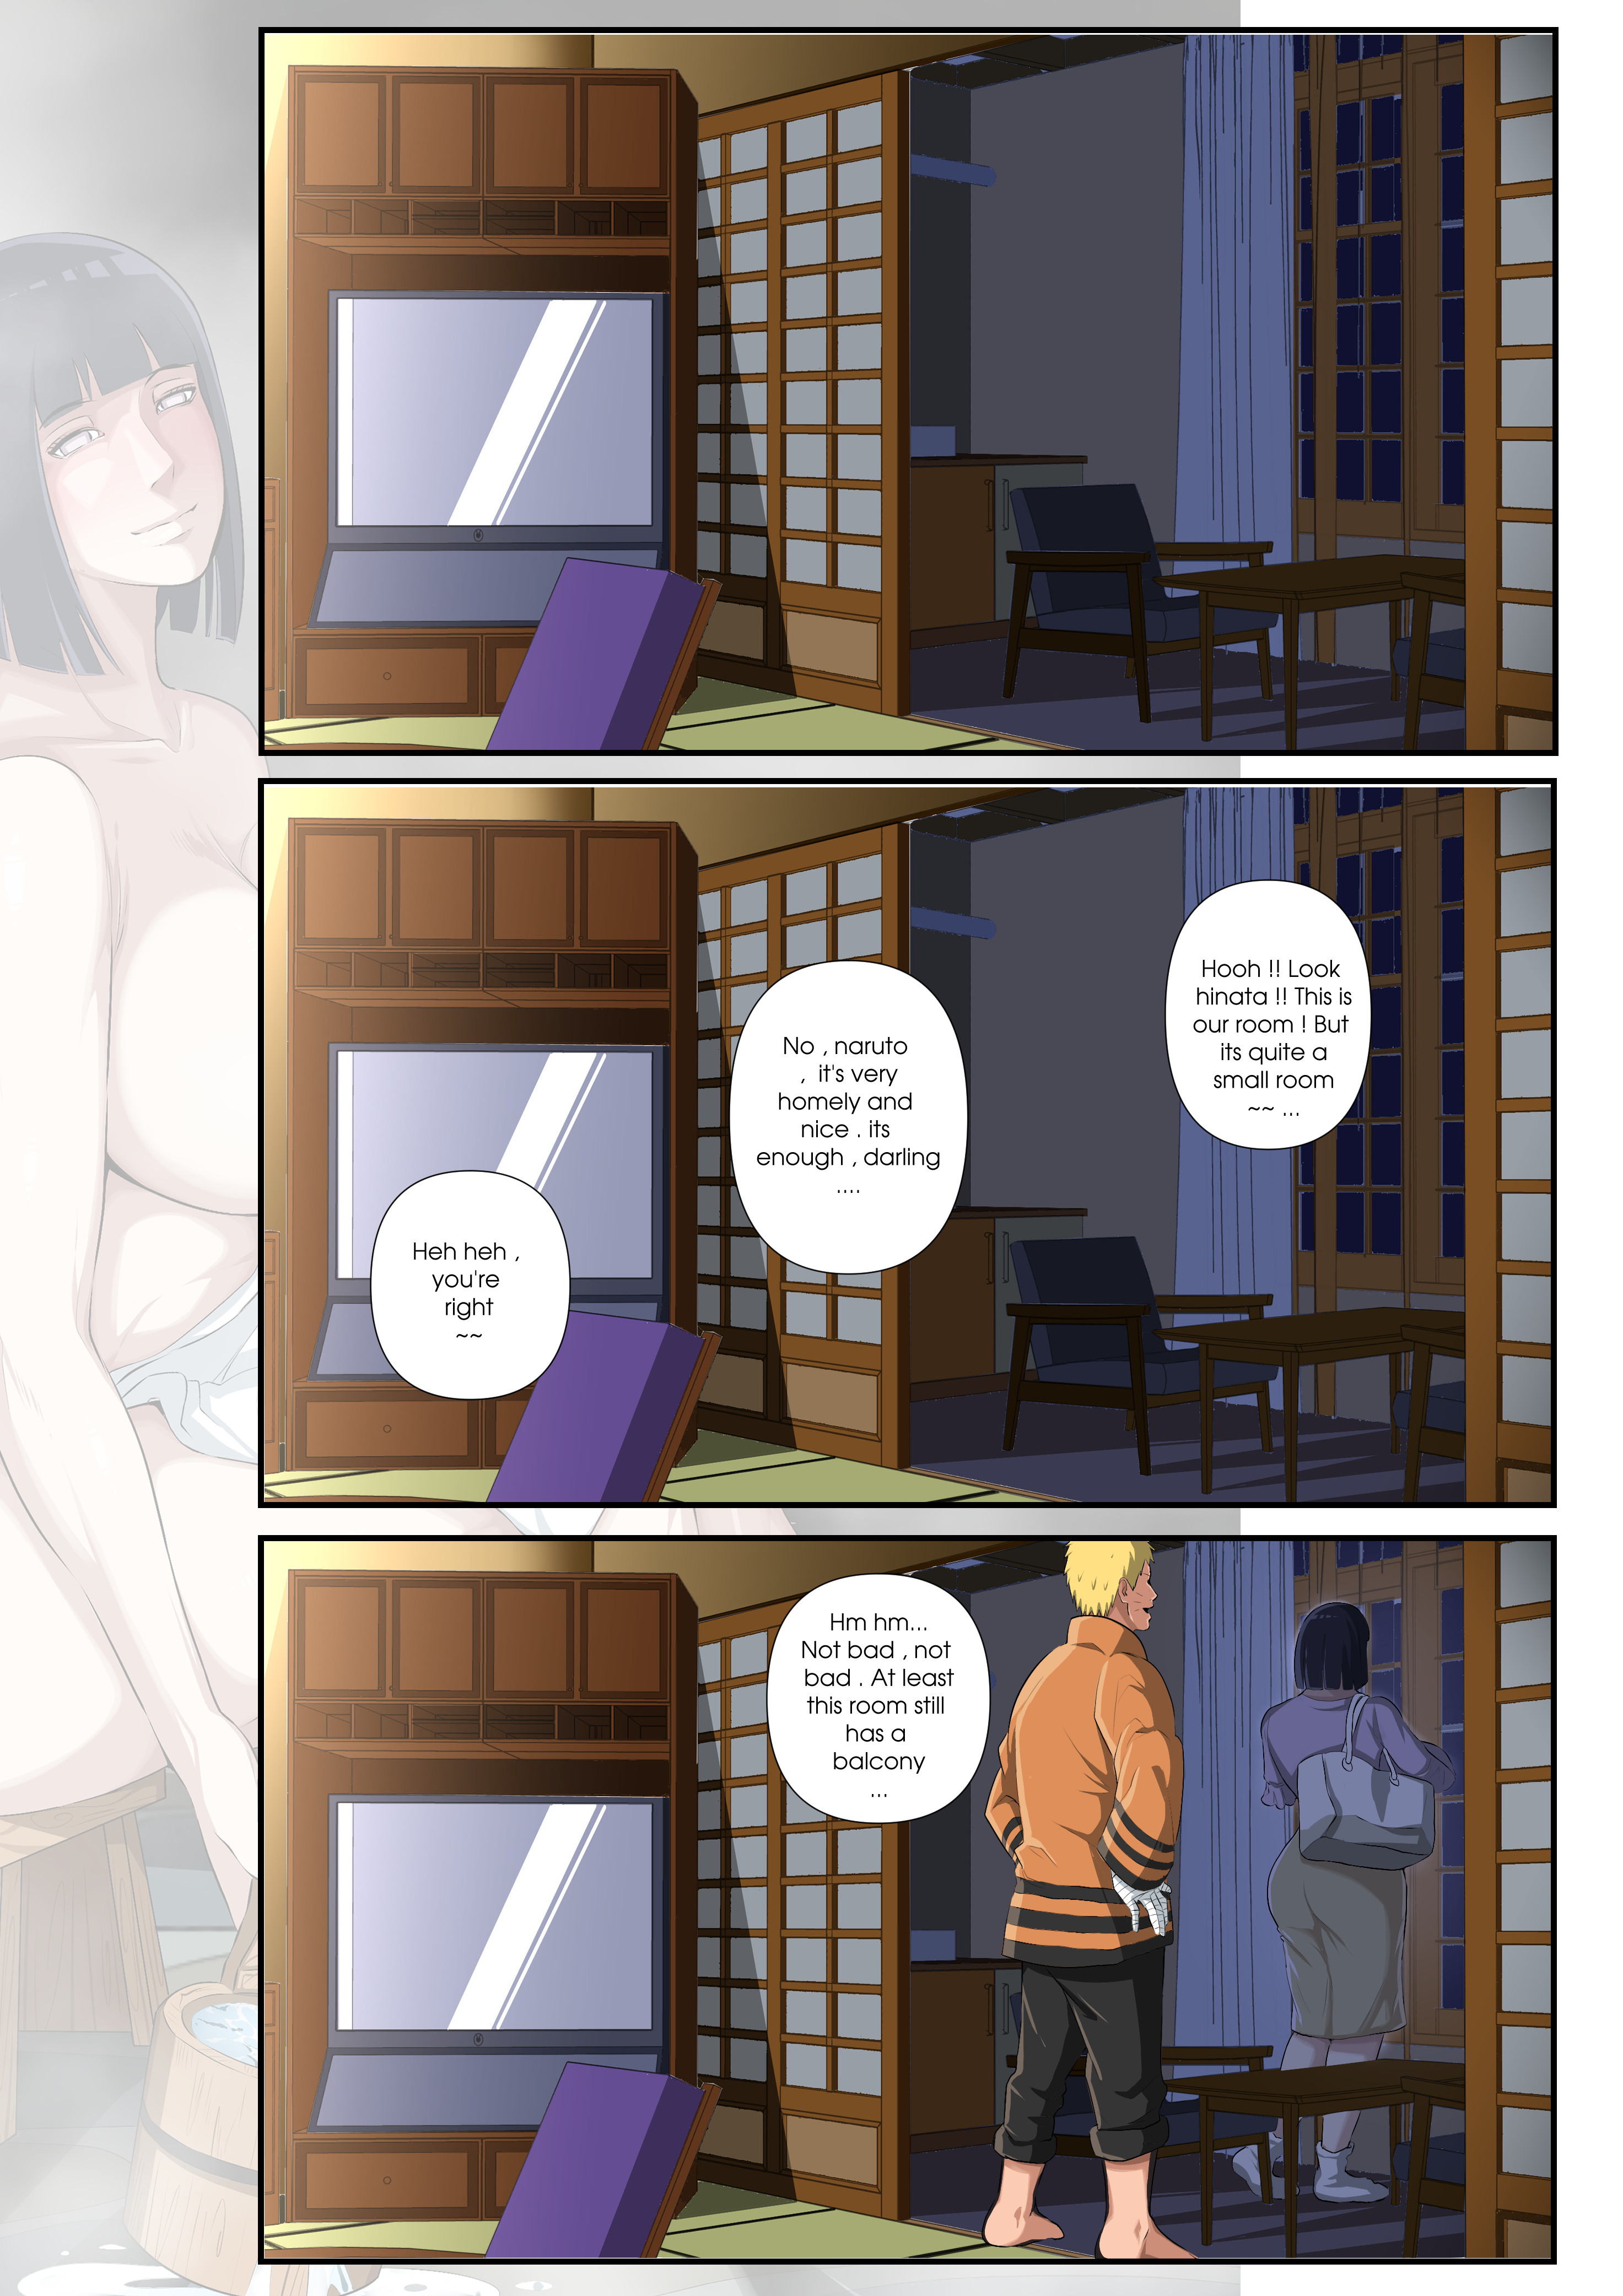 Hooh !! Look
hinata !! This is
our room ! But
its quite a
small room
~~ ...
No , naruto
, it's very
homely and
nice . its
enough , darling
....
Heh heh ,
you're
right
~~
Hm hm...
Not bad , not
bad . At least
this room still
has a
balcony
...